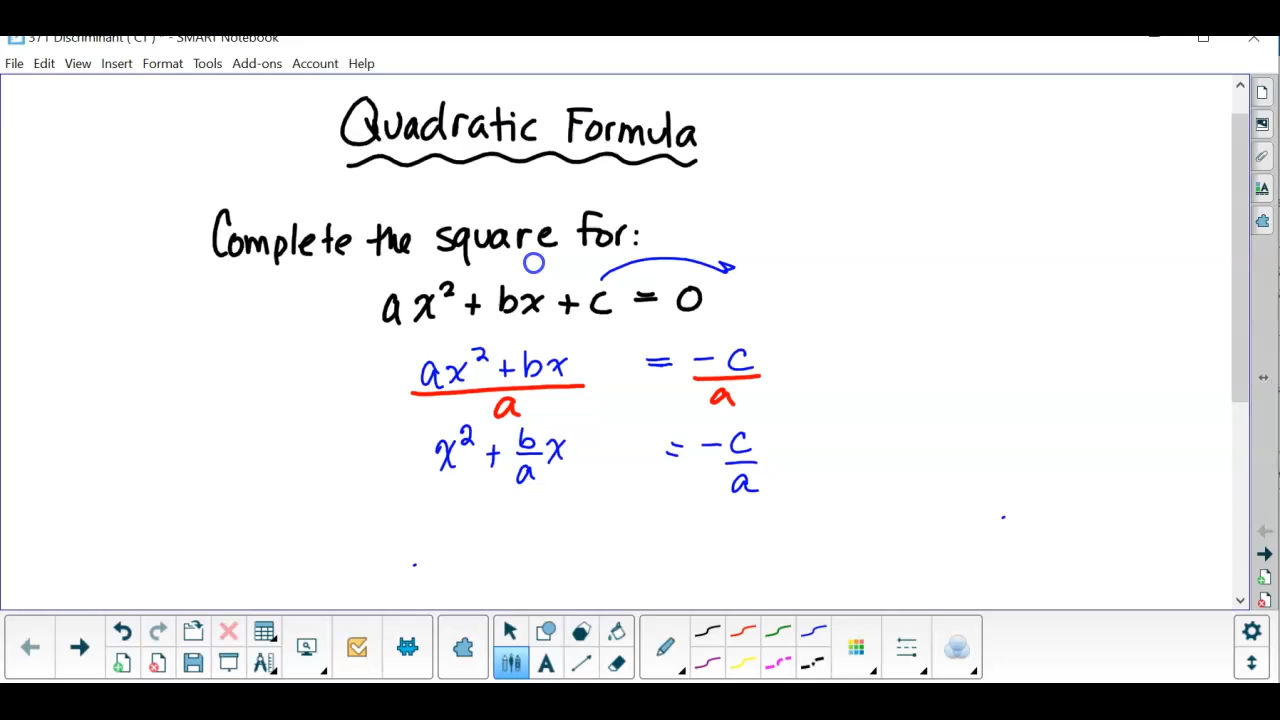 371 Discriminant ( CT ) * - SMART Notebook
File Edit View Insert Format Tools Add-ons Account Help
Quadratic Formula
Complete the square for:
ax² + bx + c = 0
ax² + bx = - c
a a
x² + b/a x = - c/a
A